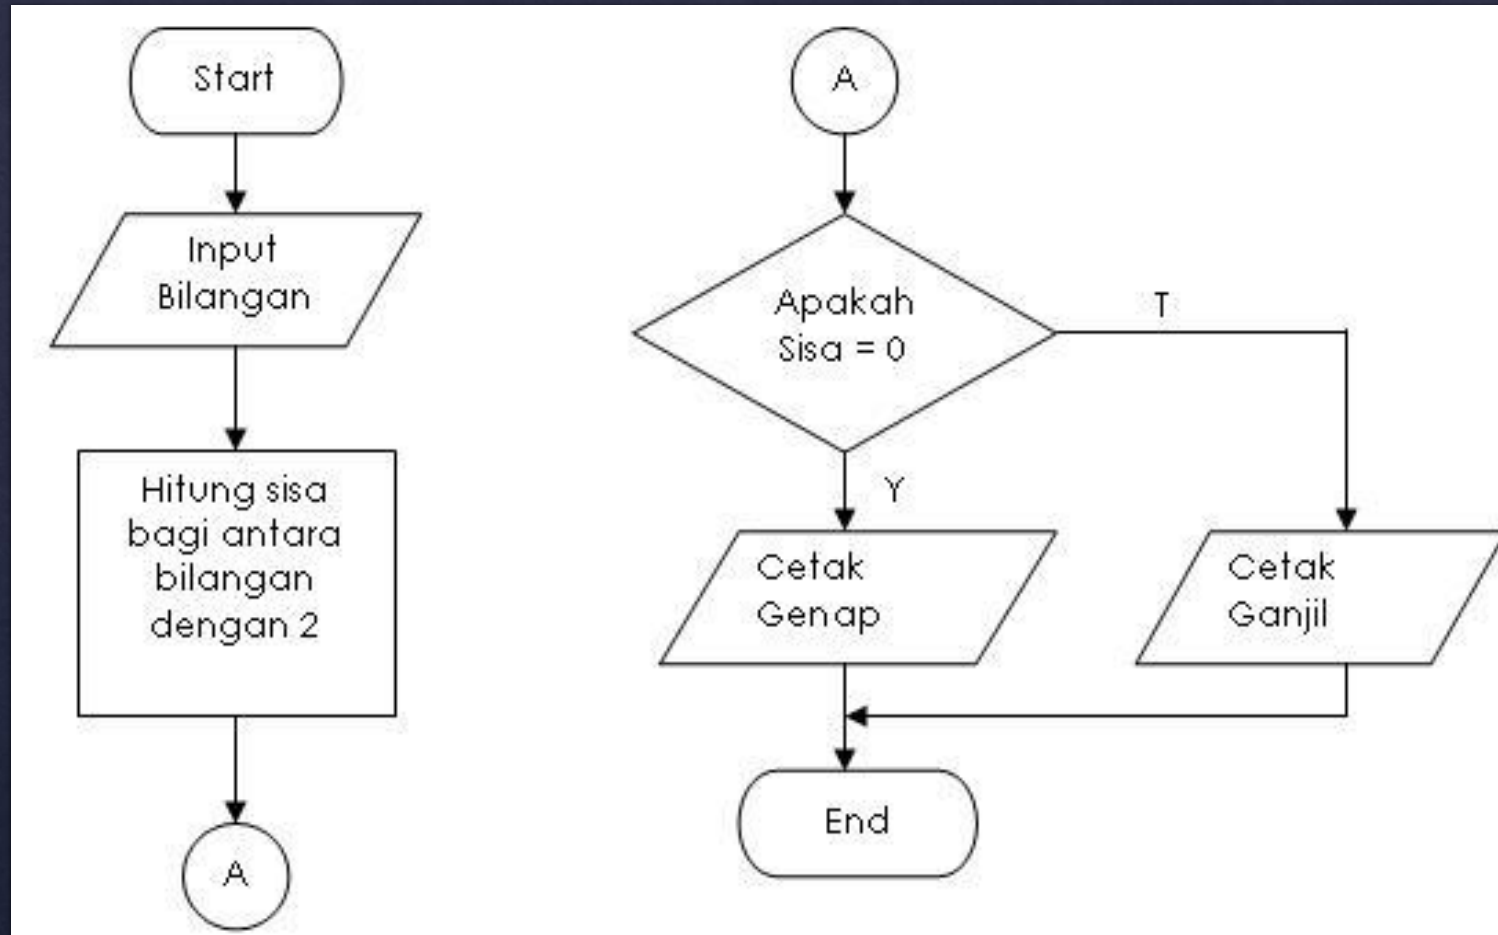 Start
Input
Bilangan
Hitung sisa
bagi antara
bilangan
dengan 2
A
A
Apakah
Sisa = 0
T
Y
Cetak
Genap
Cetak
Ganjil
End